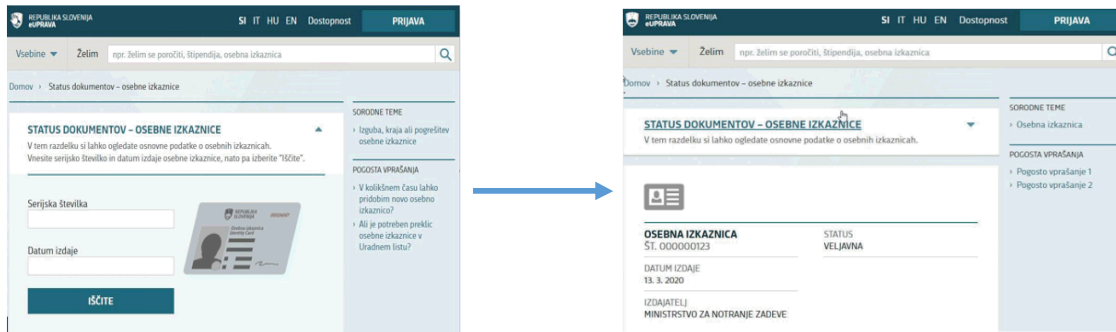 REPUBLIKA SLOVENIJA
eUPRAVA
SI IT HU EN Dostopnost PRIJAVA
Vsebine Želim npr. želim se poročiti, štipendija, osebna izkaznica
Domov › Status dokumentov – osebne izkaznice
STATUS DOKUMENTOV – OSEBNE IZKAZNICE
V tem razdelku si lahko ogledate osnovne podatke o osebnih izkaznicah.
Vnesite serijsko številko in datum izdaje osebne izkaznice, nato pa izberite "Iščite".
Serijska številka
REPUBLIKA
SLOVENIJA
Osebna izkaznica
Identity Card
Datum izdaje
IŠČITE
SORODNE TEME
› Izguba, kraja ali pogrešitev
osebne izkaznice
POGOSTA VPRAŠANJA
› V kolikšnem času lahko
pridobim novo osebno
izkaznico?
› Ali je potreben preklic
osebne izkaznice v
Uradnem listu?
REPUBLIKA SLOVENIJA
eUPRAVA
SI IT HU EN Dostopnost PRIJAVA
Vsebine Želim npr. želim se poročiti, štipendija, osebna izkaznica
Domov › Status dokumentov – osebne izkaznice
STATUS DOKUMENTOV – OSEBNE IZKAZNICE
V tem razdelku si lahko ogledate osnovne podatke o osebnih izkaznicah.
OSEBNA IZKAZNICA
ŠT. 000000123
STATUS
VELJAVNA
DATUM IZDAJE
13. 3. 2020
IZDAJATELJ
MINISTRSTVO ZA NOTRANJE ZADEVE
SORODNE TEME
› Osebna izkaznica
POGOSTA VPRAŠANJA
› Pogosto vprašanje 1
› Pogosto vprašanje 2